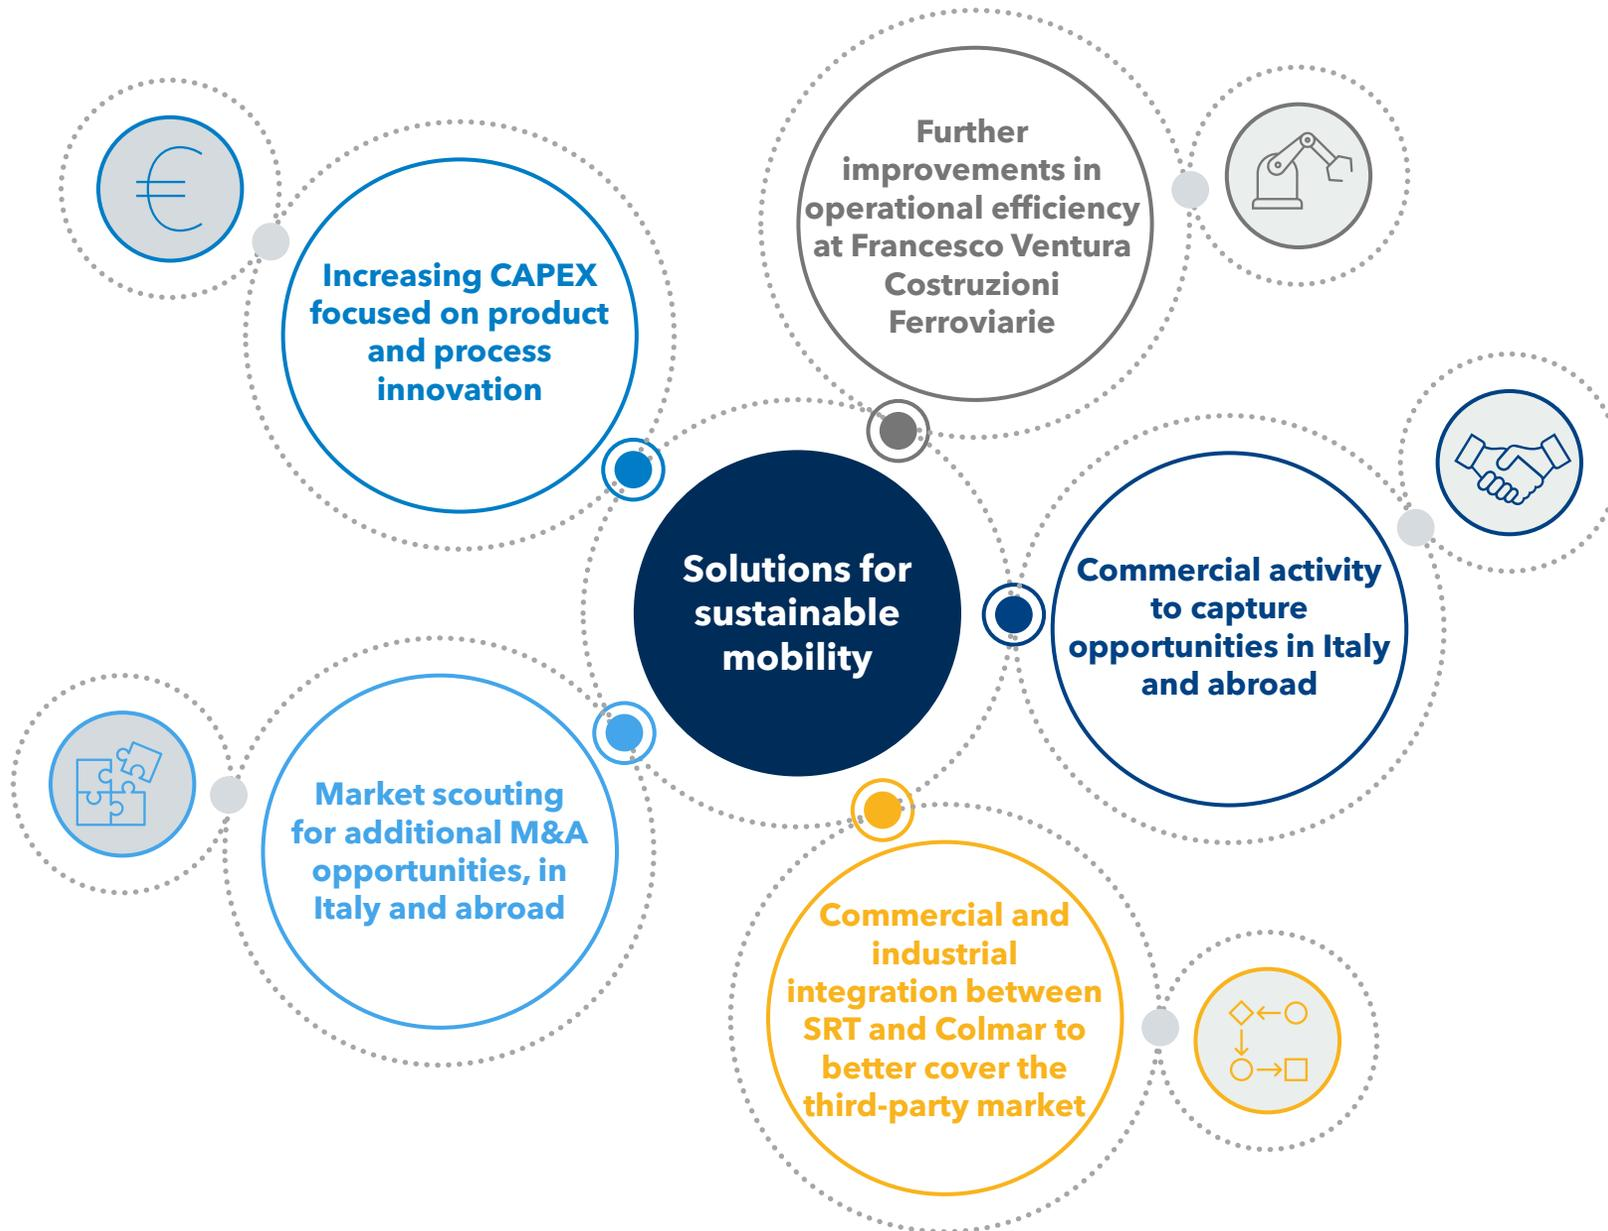 Further
improvements in
operational efficiency
at Francesco Ventura
Costruzioni
Ferroviarie
Increasing CAPEX
focused on product
and process
innovation
Solutions for
sustainable
mobility
Commercial activity
to capture
opportunities in Italy
and abroad
Market scouting
for additional M&A
opportunities, in
Italy and abroad
Commercial and
industrial
integration between
SRT and Colmar to
better cover the
third-party market